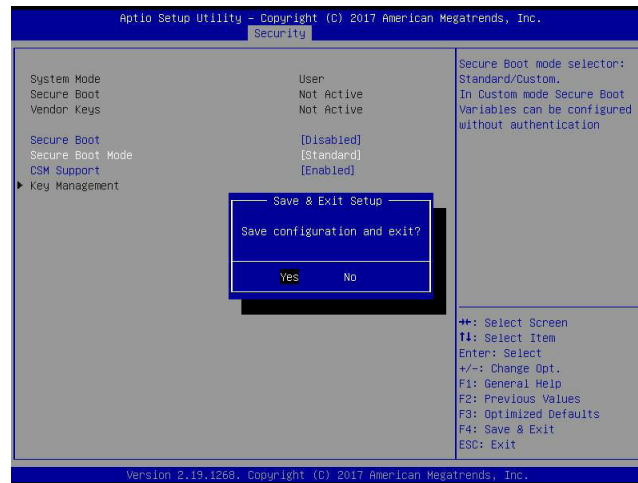 Aptio Setup Utility – Copyright (C) 2017 American Megatrends, Inc.
Security
System Mode User
Secure Boot Not Active
Vendor Keys Not Active
Secure Boot [Disabled]
Secure Boot Mode [Standard]
CSM Support [Enabled]
Key Management
Save & Exit Setup
Save configuration and exit?
Yes No
Secure Boot mode selector:
Standard/Custom.
In Custom mode Secure Boot
Variables can be configured
without authentication
→←: Select Screen
↑↓: Select Item
Enter: Select
+/-: Change Opt.
F1: General Help
F2: Previous Values
F3: Optimized Defaults
F4: Save & Exit
ESC: Exit
Version 2.19.1268. Copyright (C) 2017 American Megatrends, Inc.